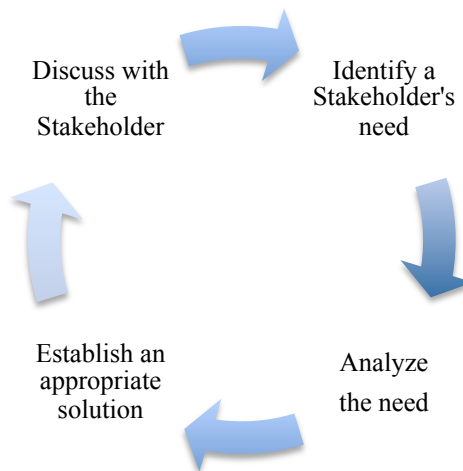 Discuss with
the
Stakeholder
Identify a
Stakeholder's
need
Analyze
the need
Establish an
appropriate
solution